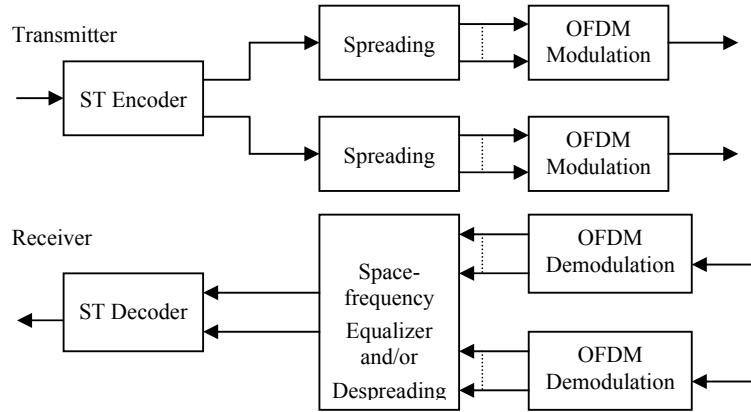 Transmitter
ST Encoder
Spreading
OFDM
Modulation
Spreading
OFDM
Modulation
Receiver
ST Decoder
Space-
frequency
Equalizer
and/or
Despreading
OFDM
Demodulation
OFDM
Demodulation